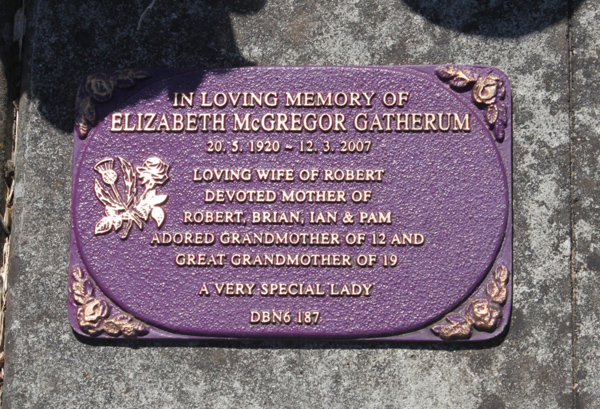 IN LOVING MEMORY OF
ELIZABETH McGREGOR GATHERUM
20. 5. 1920 ~ 12. 3. 2007
LOVING WIFE OF ROBERT
DEVOTED MOTHER OF
ROBERT, BRIAN, IAN & PAM
ADORED GRANDMOTHER OF 12 AND
GREAT GRANDMOTHER OF 19
A VERY SPECIAL LADY
DBN6 187